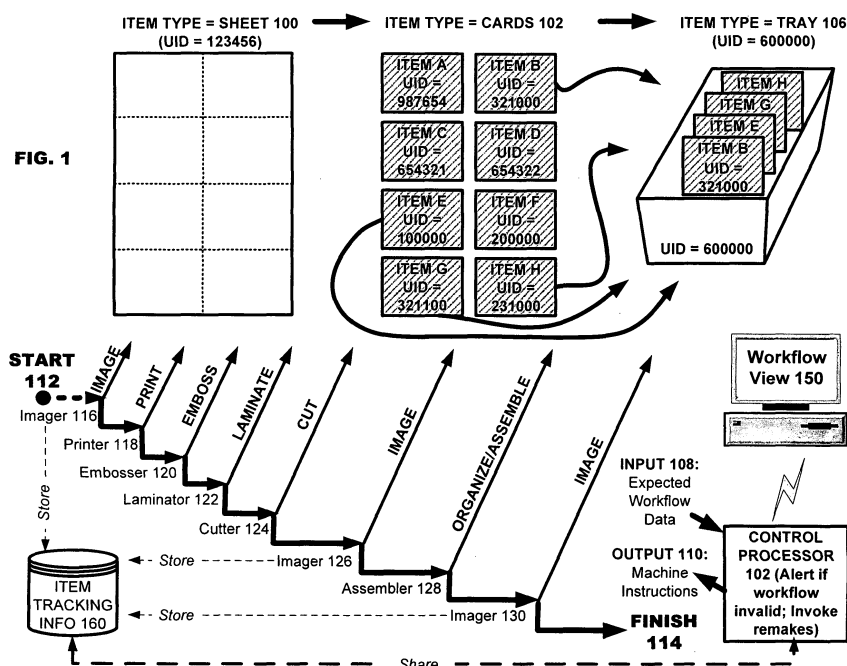 ITEM TYPE = SHEET 100
(UID = 123456)
ITEM TYPE = CARDS 102
ITEM TYPE = TRAY 106
(UID = 600000)
FIG. 1
ITEM A
UID =
987654
ITEM B
UID =
321000
ITEM C
UID =
654321
ITEM D
UID =
654322
ITEM E
UID =
100000
ITEM F
UID =
200000
ITEM G
UID =
321100
ITEM H
UID =
231000
ITEM H
ITEM G
ITEM E
ITEM B
UID =
321000
UID = 600000
START
112
IMAGE
PRINT
EMBOSS
LAMINATE
CUT
IMAGE
ORGANIZE/ASSEMBLE
IMAGE
Imager 116
Printer 118
Embosser 120
Laminator 122
Cutter 124
Imager 126
Assembler 128
Imager 130
FINISH
114
Store
Store
Store
ITEM
TRACKING
INFO 160
Share
Workflow
View 150
INPUT 108:
Expected
Workflow
Data
OUTPUT 110:
Machine
Instructions
CONTROL
PROCESSOR
102 (Alert if
workflow
invalid; Invoke
remakes)